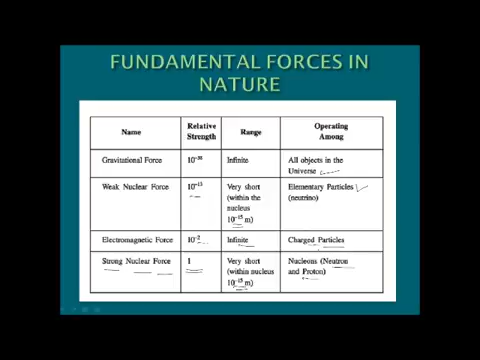 FUNDAMENTAL FORCES IN
NATURE
Name Relative Strength Range Operating Among
Gravitational Force 10⁻³⁸ Infinite All objects in the
Universe
Weak Nuclear Force 10⁻¹³ Very short Elementary Particles
(within the (neutrino)
nucleus
10⁻¹⁵ m)
Electromagnetic Force 10⁻² Infinite Charged Particles
Strong Nuclear Force 1 Very short Nucleons (Neutron
(within nucleus and Proton)
10⁻¹⁵ m)